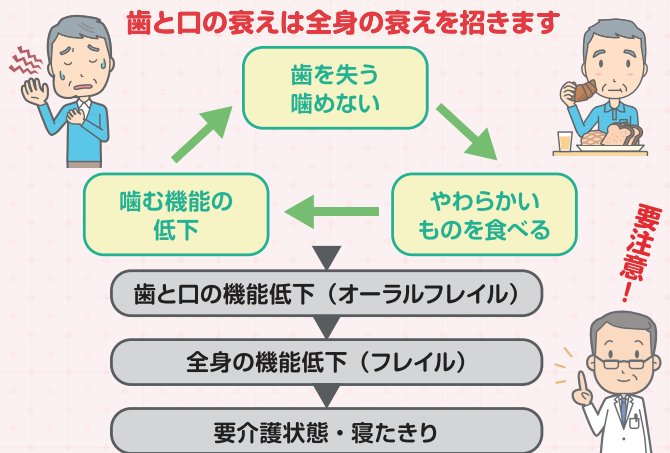 歯と口の衰えは全身の衰えを招きます
歯を失う
噛めない
やわらかい
ものを食べる
噛む機能の
低下
要注意！
歯と口の機能低下（オーラルフレイル）
全身の機能低下（フレイル）
要介護状態・寝たきり